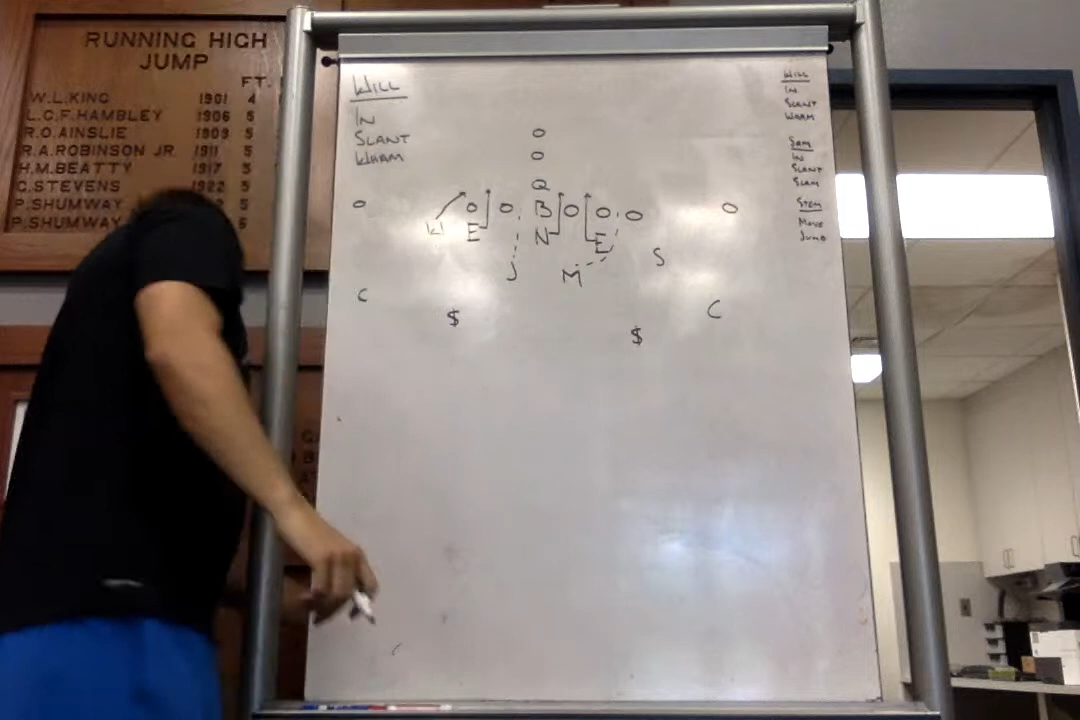 RUNNING HIGH
JUMP
FT.
W.L.KING 1901 4
L.C.F.HAMBLEY 1906 5
R.O.AINSLIE 1909 5
R.A.ROBINSON JR. 1911 5
H.M.BEATTY 1917 5
C.STEVENS 1922 5
P.SHUMWAY 5
P.SHUMWAY 6
WILL
IN
SLANT
WHAM
O
O
Q
O O O B O O O O
W E N E S
J M
C $ $ C
WILL
IN
SLANT
WHAM
SAM
IN
SLANT
SLAM
STEM
MOVE
JUMP